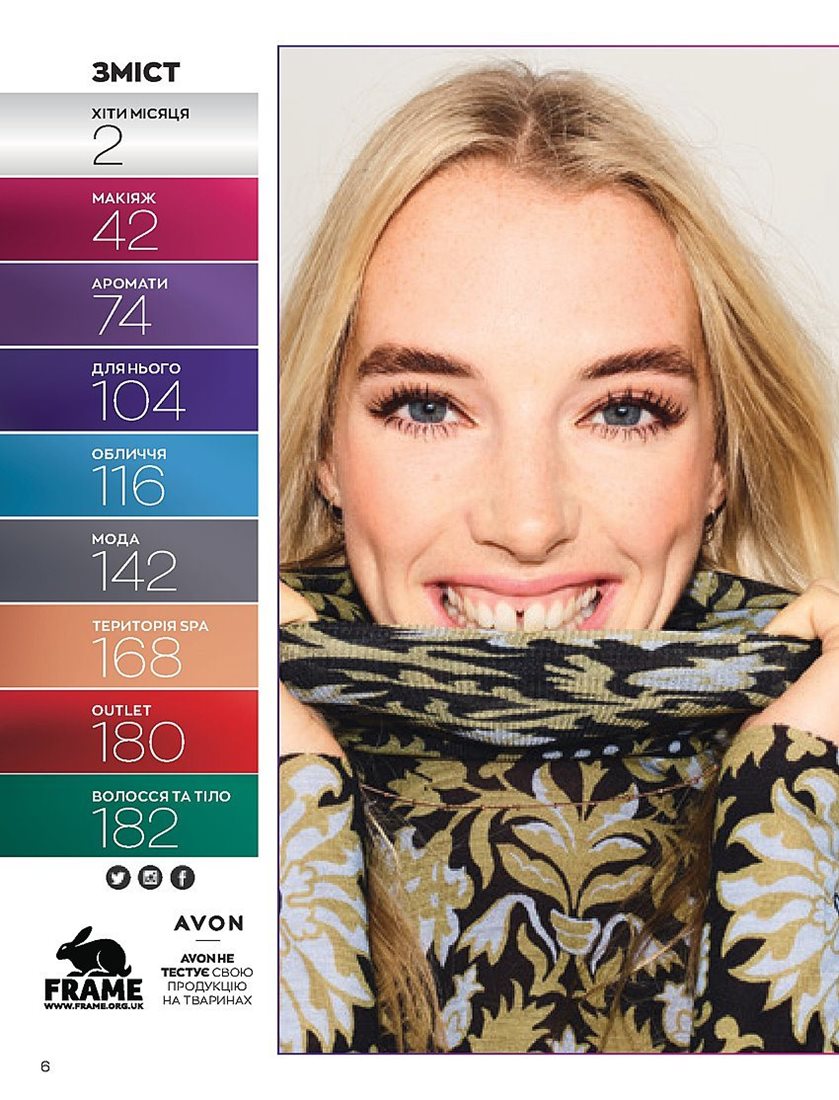 ЗМІСТ
ХІТИ МІСЯЦЯ
2
МАКІЯЖ
42
АРОМАТИ
74
ДЛЯ НЬОГО
104
ОБЛИЧЧЯ
116
МОДА
142
ТЕРИТОРІЯ SPA
168
OUTLET
180
ВОЛОССЯ ТА ТІЛО
182
AVON
AVON НЕ
ТЕСТУЄ СВОЮ
ПРОДУКЦІЮ
НА ТВАРИНАХ
FRAME
WWW.FRAME.ORG.UK
6